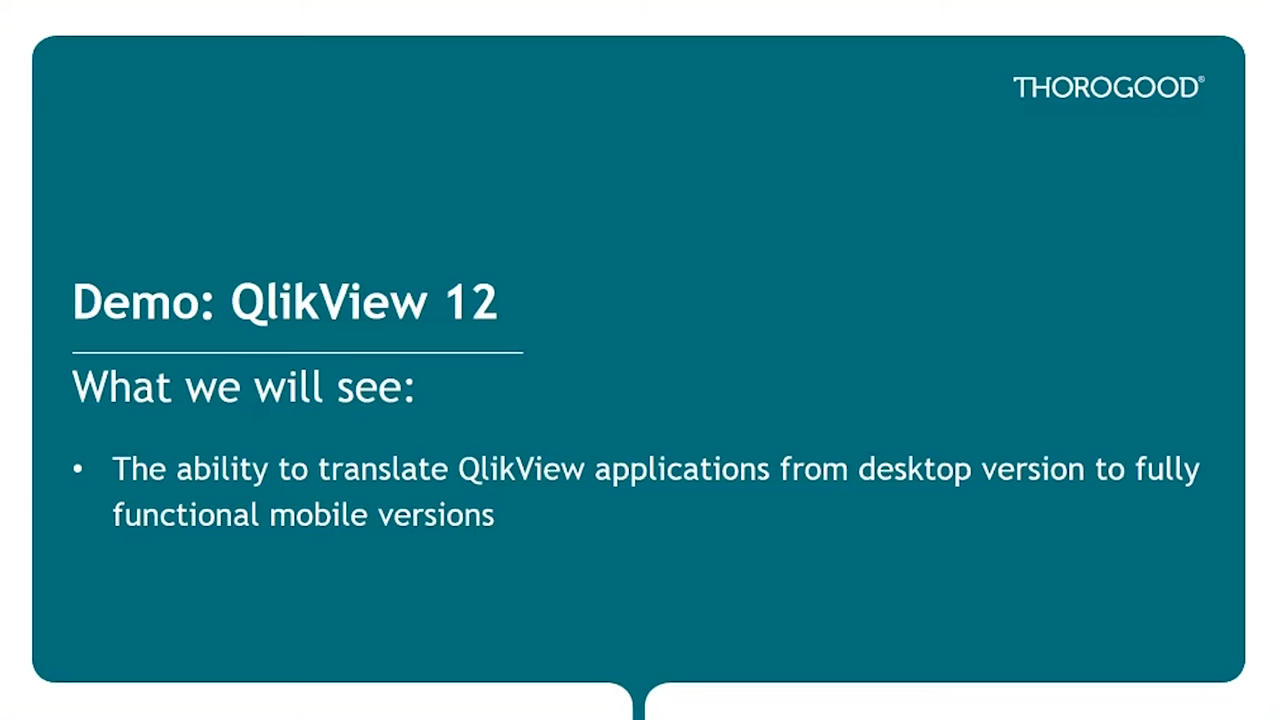 THOROGOOD®
Demo: QlikView 12
What we will see:
• The ability to translate QlikView applications from desktop version to fully
functional mobile versions